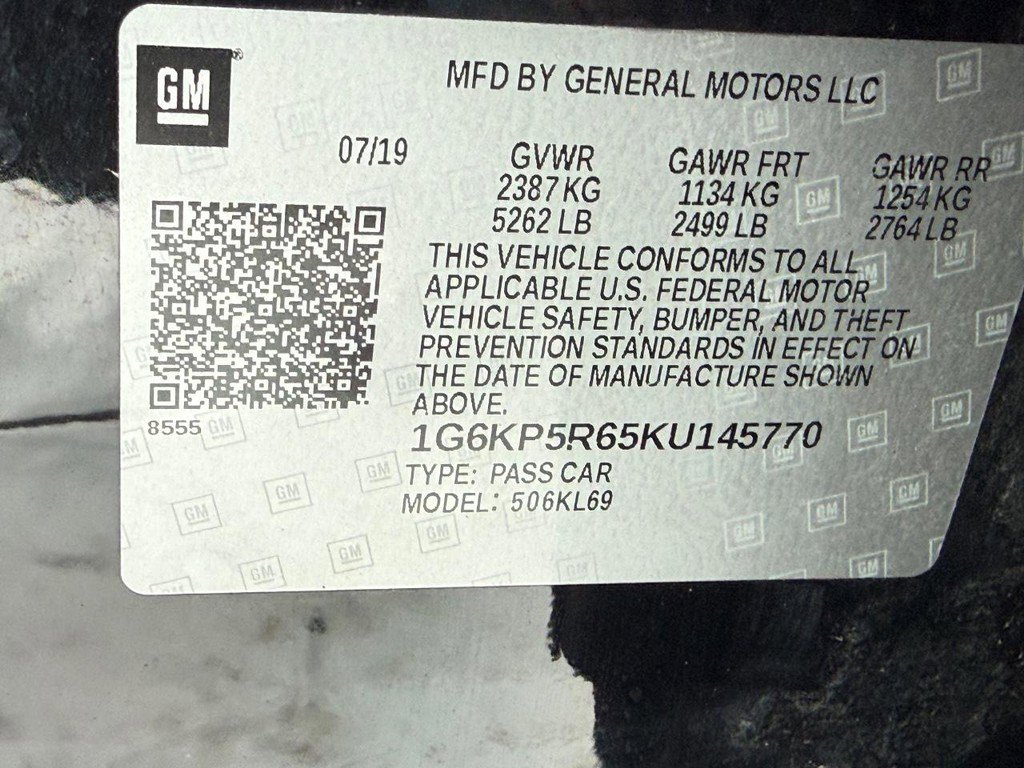 GM
MFD BY GENERAL MOTORS LLC
07/19
GVWR GAWR FRT GAWR RR
2387 KG 1134 KG 1254 KG
5262 LB 2499 LB 2764 LB
THIS VEHICLE CONFORMS TO ALL
APPLICABLE U.S. FEDERAL MOTOR
VEHICLE SAFETY, BUMPER, AND THEFT
PREVENTION STANDARDS IN EFFECT ON
THE DATE OF MANUFACTURE SHOWN
ABOVE.
8555
1G6KP5R65KU145770
TYPE: PASS CAR
MODEL: 506KL69